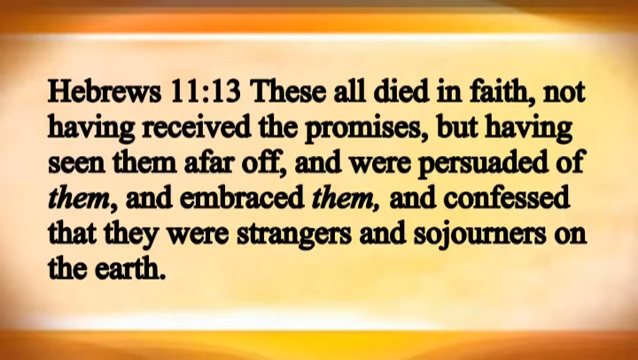 Hebrews 11:13 These all died in faith, not
having received the promises, but having
seen them afar off, and were persuaded of
them, and embraced them, and confessed
that they were strangers and sojourners on
the earth.